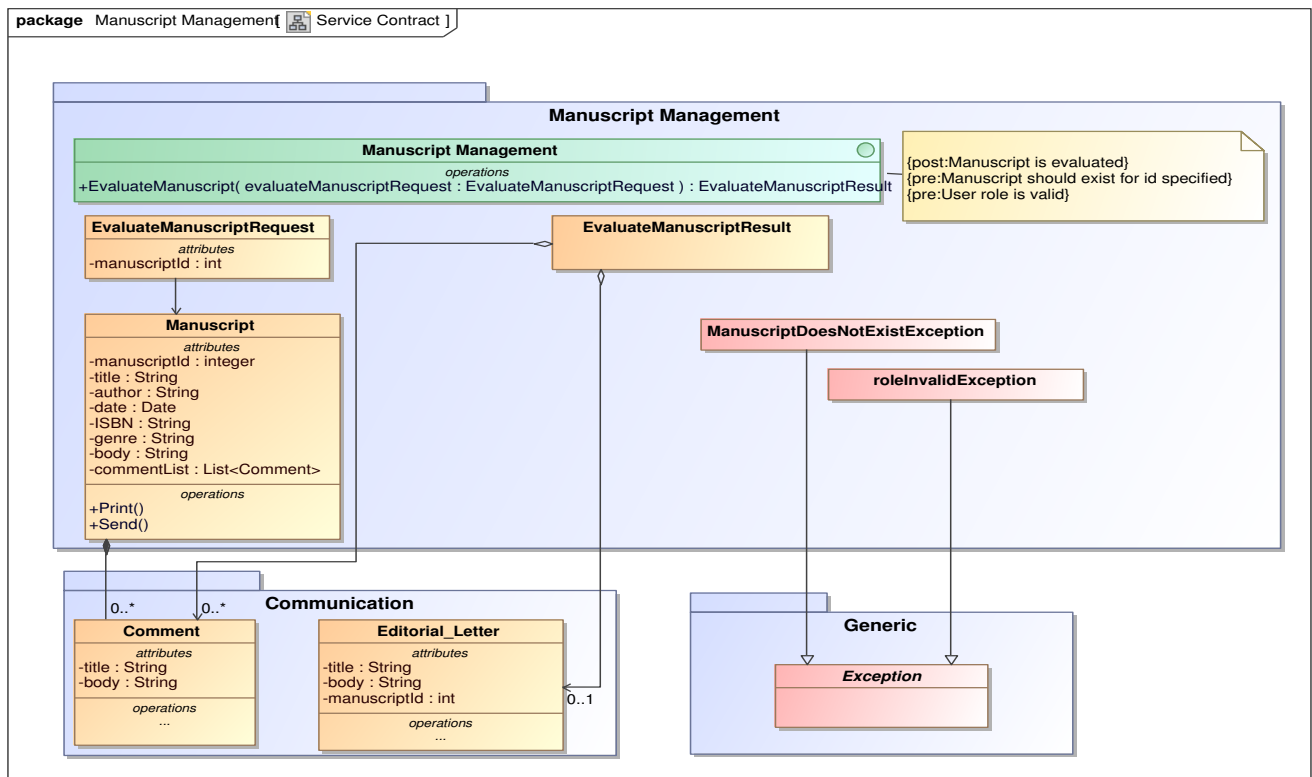 package Manuscript Management[ Service Contract ]
Manuscript Management
Manuscript Management
operations
+EvaluateManuscript( evaluateManuscriptRequest : EvaluateManuscriptRequest ) : EvaluateManuscriptResult
{post:Manuscript is evaluated}
{pre:Manuscript should exist for id specified}
{pre:User role is valid}
EvaluateManuscriptRequest
attributes
-manuscriptId : int
EvaluateManuscriptResult
Manuscript
attributes
-manuscriptId : integer
-title : String
-author : String
-date : Date
-ISBN : String
-genre : String
-body : String
-commentList : List<Comment>
operations
+Print()
+Send()
ManuscriptDoesNotExistException
roleInvalidException
Communication
0..*
0..*
Comment
attributes
-title : String
-body : String
operations
...
Editorial_Letter
attributes
-title : String
-body : String
-manuscriptId : int
operations
...
0..1
Generic
Exception